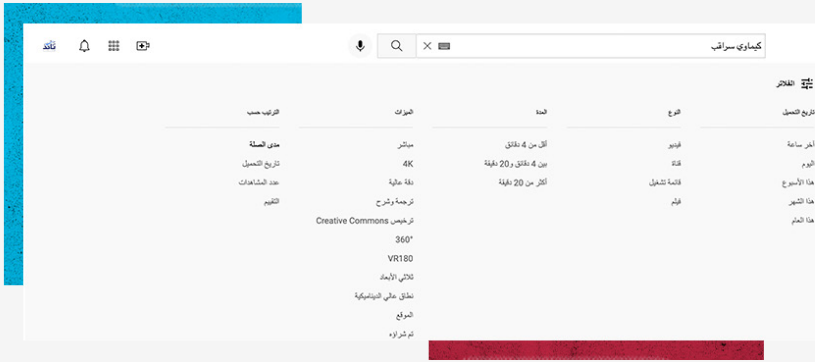 كيماوي سراقب
تأكد
الفلاتر
تاريخ التحميل
آخر ساعة
اليوم
هذا الأسبوع
هذا الشهر
هذا العام
النوع
فيديو
قناة
قائمة تشغيل
فيلم
المدة
أقل من 4 دقائق
بين 4 دقائق و20 دقيقة
أكثر من 20 دقيقة
الميزات
مباشر
4K
دقة عالية
ترجمة وشرح
ترخيص Creative Commons
360°
VR180
ثلاثي الأبعاد
نطاق عالي الديناميكية
الموقع
تم شراؤه
الترتيب حسب
مدى الصلة
تاريخ التحميل
عدد المشاهدات
التقييم